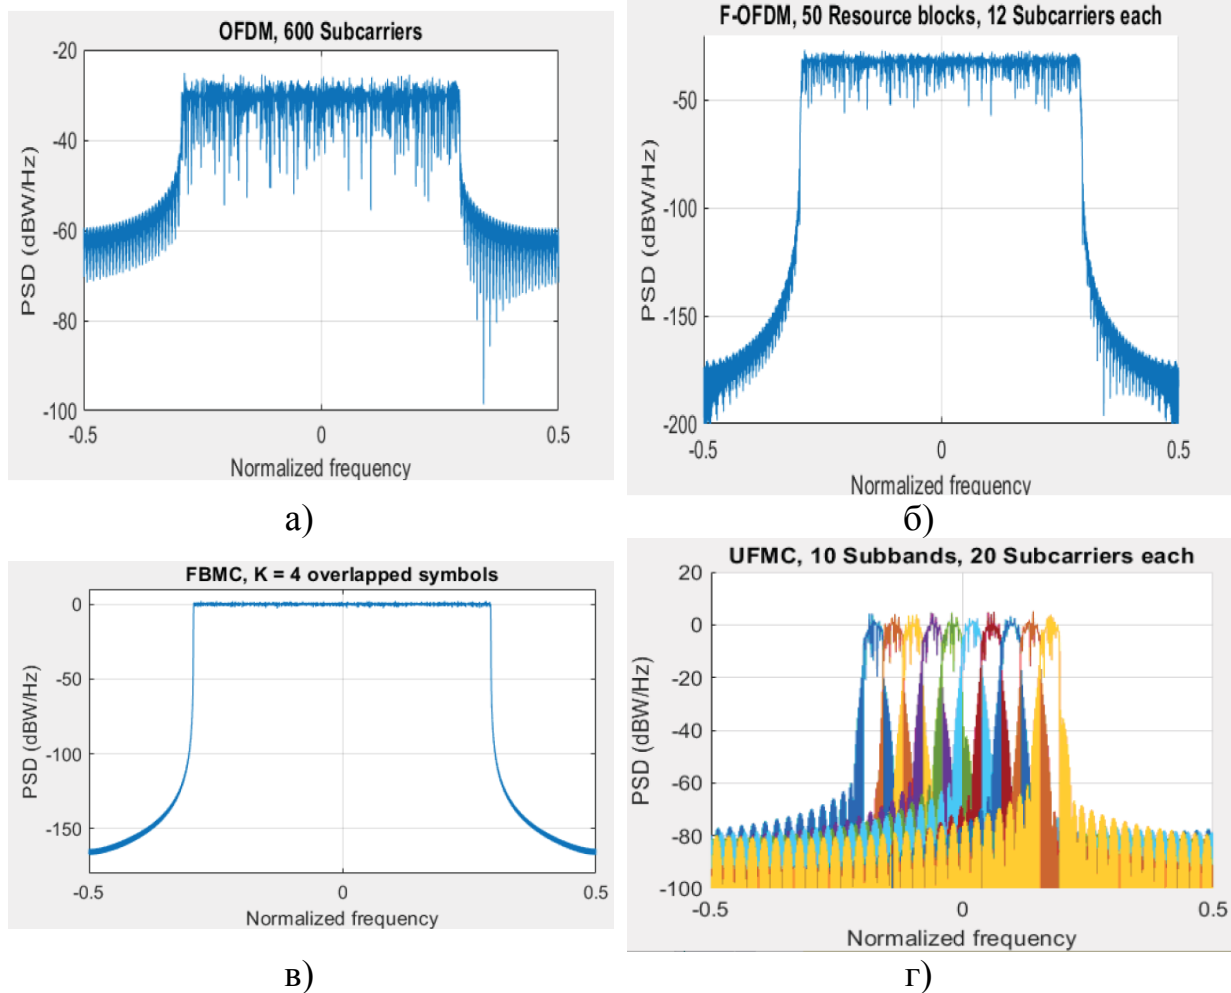 OFDM, 600 Subcarriers
-20
-40
-60
-80
-100
PSD (dBW/Hz)
-0.5
0
0.5
Normalized frequency
а)
F-OFDM, 50 Resource blocks, 12 Subcarriers each
-50
-100
-150
-200
PSD (dBW/Hz)
-0.5
0
0.5
Normalized frequency
б)
FBMC, K = 4 overlapped symbols
0
-50
-100
-150
PSD (dBW/Hz)
-0.5
0
0.5
Normalized frequency
в)
UFMC, 10 Subbands, 20 Subcarriers each
20
0
-20
-40
-60
-80
-100
PSD (dBW/Hz)
-0.5
0
0.5
Normalized frequency
г)